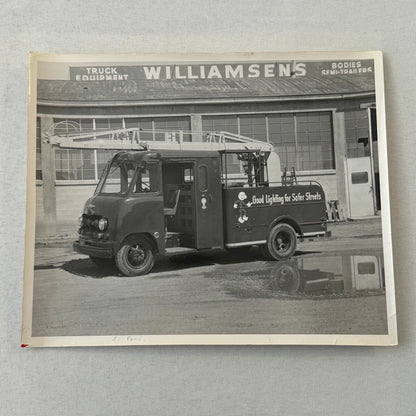 TRUCK
EQUIPMENT
WILLIAMSEN'S
BODIES
SEMI-TRAILERS
Good Lighting for Safer Streets